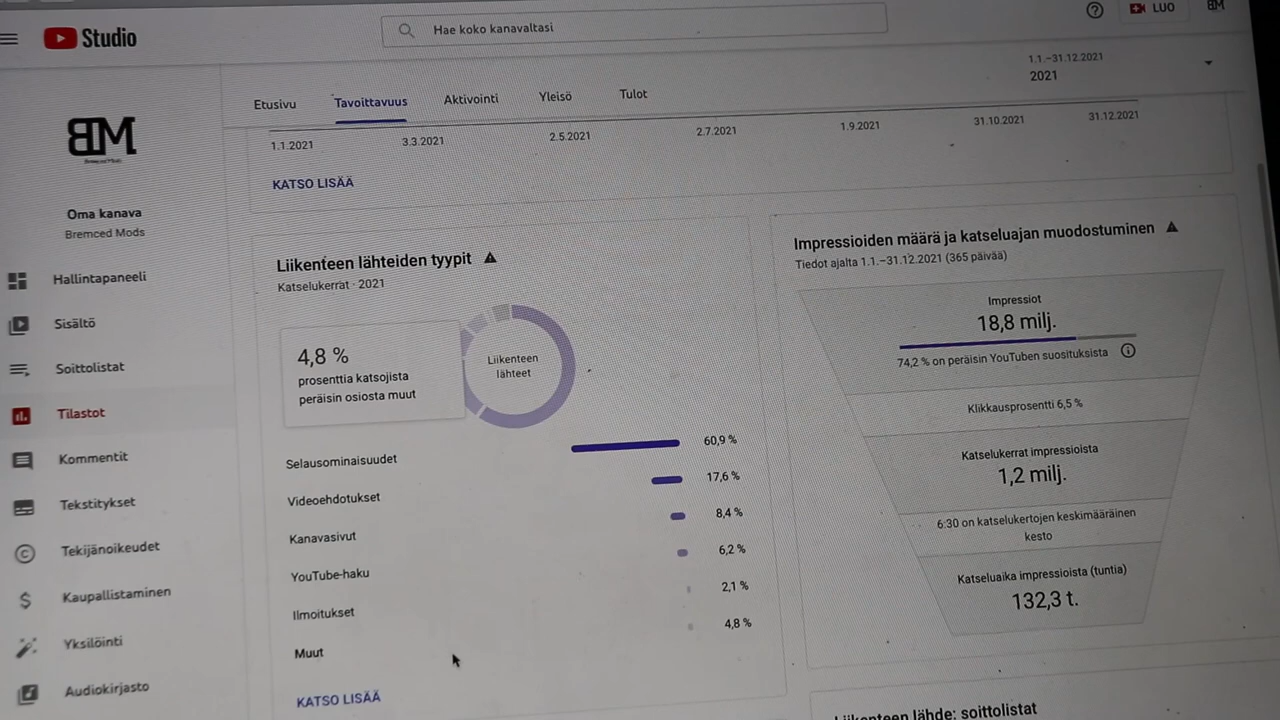 Studio
Hae koko kanavaltasi
LUO
BM
Etusivu
Tavoittavuus
Aktivointi
Yleisö
Tulot
1.1.–31.12.2021
2021
1.1.2021
3.3.2021
2.5.2021
2.7.2021
1.9.2021
31.10.2021
31.12.2021
KATSO LISÄÄ
BM
Bremced Mods
Oma kanava
Bremced Mods
Hallintapaneeli
Sisältö
Soittolistat
Tilastot
Kommentit
Tekstitykset
Tekijänoikeudet
Kaupallistaminen
Yksilöinti
Audiokirjasto
Liikenteen lähteiden tyypit
Katselukerrat · 2021
4,8 %
prosenttia katsojista
peräisin osiosta muut
Liikenteen
lähteet
Selausominaisuudet 60,9 %
Videoehdotukset 17,6 %
Kanavasivut 8,4 %
YouTube-haku 6,2 %
Ilmoitukset 2,1 %
Muut 4,8 %
KATSO LISÄÄ
Impressioiden määrä ja katseluajan muodostuminen
Tiedot ajalta 1.1.–31.12.2021 (365 päivää)
Impressiot
18,8 milj.
74,2 % on peräisin YouTuben suosituksista
Klikkausprosentti 6,5 %
Katselukerrat impressioista
1,2 milj.
6:30 on katselukertojen keskimääräinen
kesto
Katseluaika impressioista (tuntia)
132,3 t.
Liikenteen lähde: soittolistat